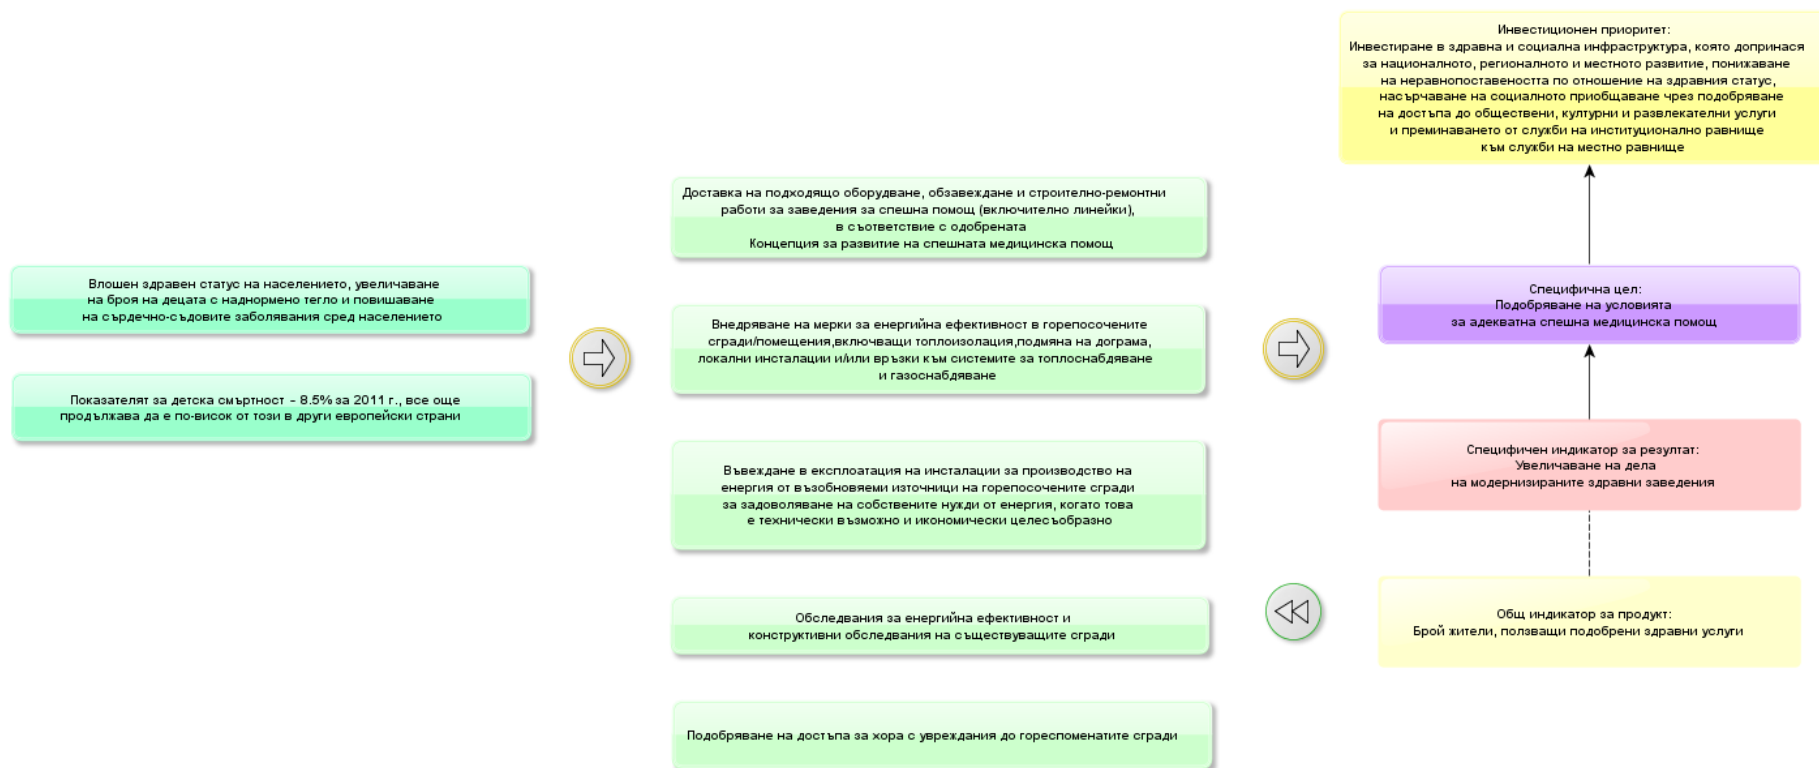 Влошен здравен статус на населението, увеличаване
на броя на децата с наднормено тегло и повишаване
на сърдечно-съдовите заболявания сред населението
Показателят за детска смъртност - 8.5% за 2011 г., все още
продължава да е по-висок от този в други европейски страни
Доставка на подходящо оборудване, обзавеждане и строително-ремонтни
работи за заведения за спешна помощ (включително линейки),
в съответствие с одобрената
Концепция за развитие на спешната медицинска помощ
Внедряване на мерки за енергийна ефективност в горепосочените
сгради/помещения,включващи топлоизолация,подмяна на дограма,
локални инсталации и/или връзки към системите за топлоснабдяване
и газоснабдяване
Въвеждане в експлоатация на инсталации за производство на
енергия от възобновяеми източници на горепосочените сгради
за задоволяване на собствените нужди от енергия, когато това
е технически възможно и икономически целесъобразно
Обследвания за енергийна ефективност и
конструктивни обследвания на съществуващите сгради
Подобряване на достъпа за хора с увреждания до гореспоменатите сгради
Инвестиционен приоритет:
Инвестиране в здравна и социална инфраструктура, която допринася
за националното, регионалното и местното развитие, понижаване
на неравнопоставеността по отношение на здравния статус,
насърчаване на социалното приобщаване чрез подобряване
на достъпа до обществени, културни и развлекателни услуги
и преминаването от служби на институционално равнище
към служби на местно равнище
Специфична цел:
Подобряване на условията
за адекватна спешна медицинска помощ
Специфичен индикатор за резултат:
Увеличаване на дела
на модернизираните здравни заведения
Общ индикатор за продукт:
Брой жители, ползващи подобрени здравни услуги